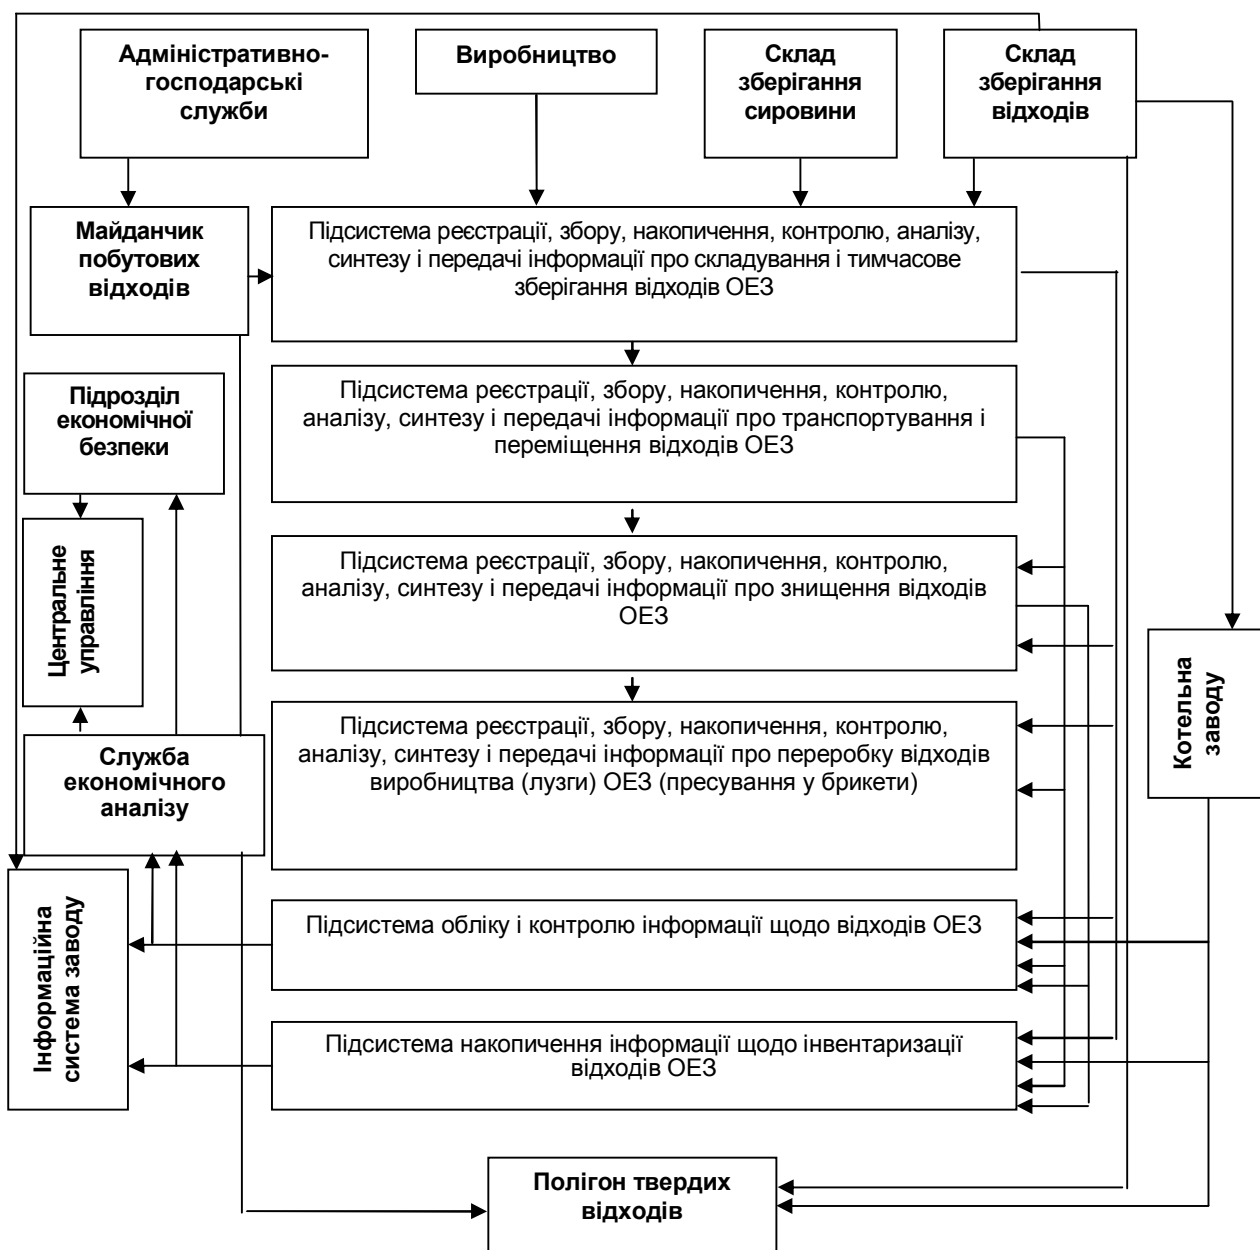 Адміністративно-
господарські
служби
Виробництво
Склад
зберігання
сировини
Склад
зберігання
відходів
Майданчик
побутових
відходів
Підсистема реєстрації, збору, накопичення, контролю, аналізу,
синтезу і передачі інформації про складування і тимчасове
зберігання відходів ОЕЗ
Підрозділ
економічної
безпеки
Підсистема реєстрації, збору, накопичення, контролю,
аналізу, синтезу і передачі інформації про транспортування і
переміщення відходів ОЕЗ
Центральне
управління
Підсистема реєстрації, збору, накопичення, контролю,
аналізу, синтезу і передачі інформації про знищення відходів
ОЕЗ
Котельна
заводу
Служба
економічного
аналізу
Підсистема реєстрації, збору, накопичення, контролю,
аналізу, синтезу і передачі інформації про переробку відходів
виробництва (лузги) ОЕЗ (пресування у брикети)
Інформаційна
система заводу
Підсистема обліку і контролю інформації щодо відходів ОЕЗ
Підсистема накопичення інформації щодо інвентаризації
відходів ОЕЗ
Полігон твердих
відходів